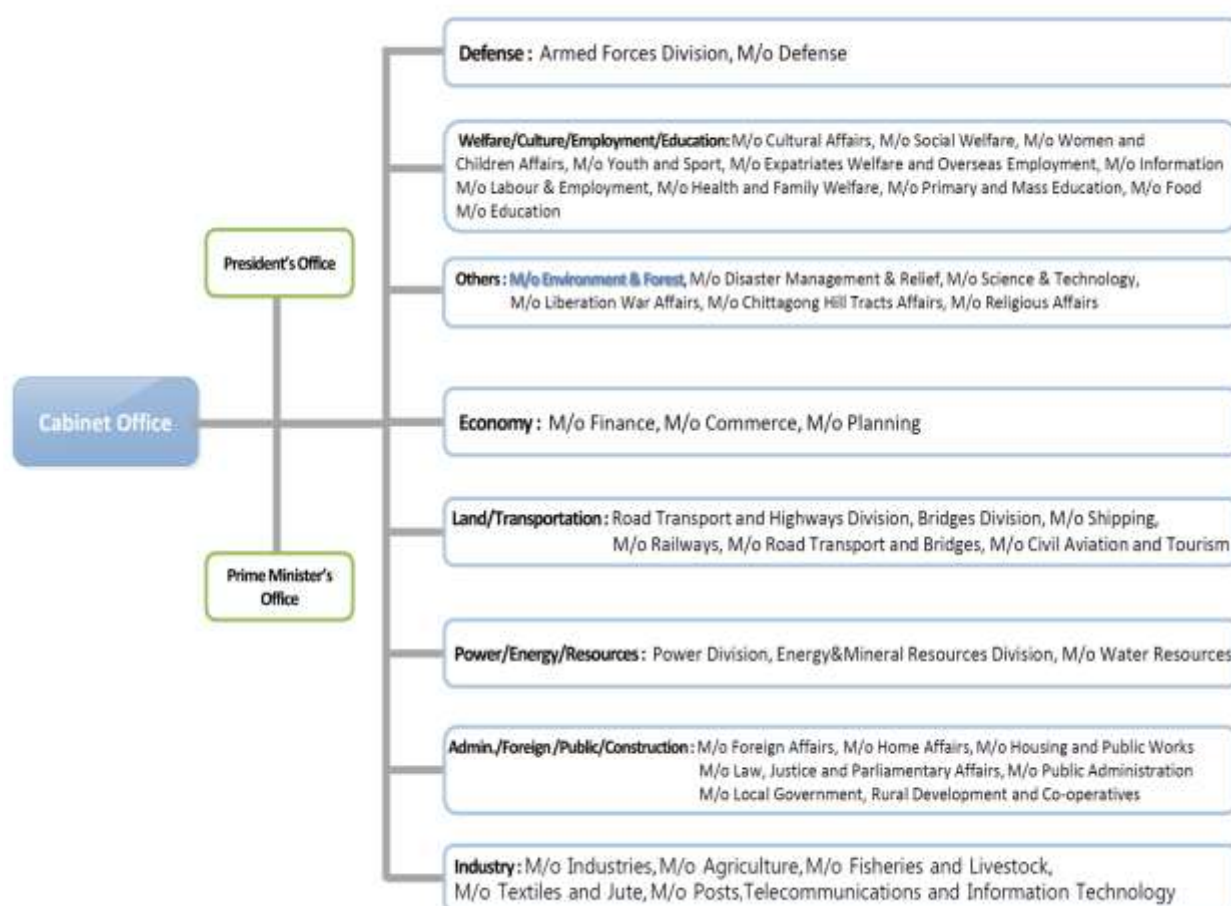 Defense : Armed Forces Division, M/o Defense
Welfare/Culture/Employment/Education: M/o Cultural Affairs, M/o Social Welfare, M/o Women and
Children Affairs, M/o Youth and Sport, M/o Expatriates Welfare and Overseas Employment, M/o Information
M/o Labour & Employment, M/o Health and Family Welfare, M/o Primary and Mass Education, M/o Food
M/o Education
President's Office
Others : M/o Environment & Forest, M/o Disaster Management & Relief, M/o Science & Technology,
M/o Liberation War Affairs, M/o Chittagong Hill Tracts Affairs, M/o Religious Affairs
Cabinet Office
Economy : M/o Finance, M/o Commerce, M/o Planning
Land/Transportation : Road Transport and Highways Division, Bridges Division, M/o Shipping,
M/o Railways, M/o Road Transport and Bridges, M/o Civil Aviation and Tourism
Prime Minister's
Office
Power/Energy/Resources : Power Division, Energy&Mineral Resources Division, M/o Water Resources
Admin./Foreign /Public/Construction : M/o Foreign Affairs, M/o Home Affairs, M/o Housing and Public Works
M/o Law, Justice and Parliamentary Affairs, M/o Public Administration
M/o Local Government, Rural Development and Co-operatives
Industry : M/o Industries, M/o Agriculture, M/o Fisheries and Livestock,
M/o Textiles and Jute, M/o Posts,Telecommunications and Information Technology